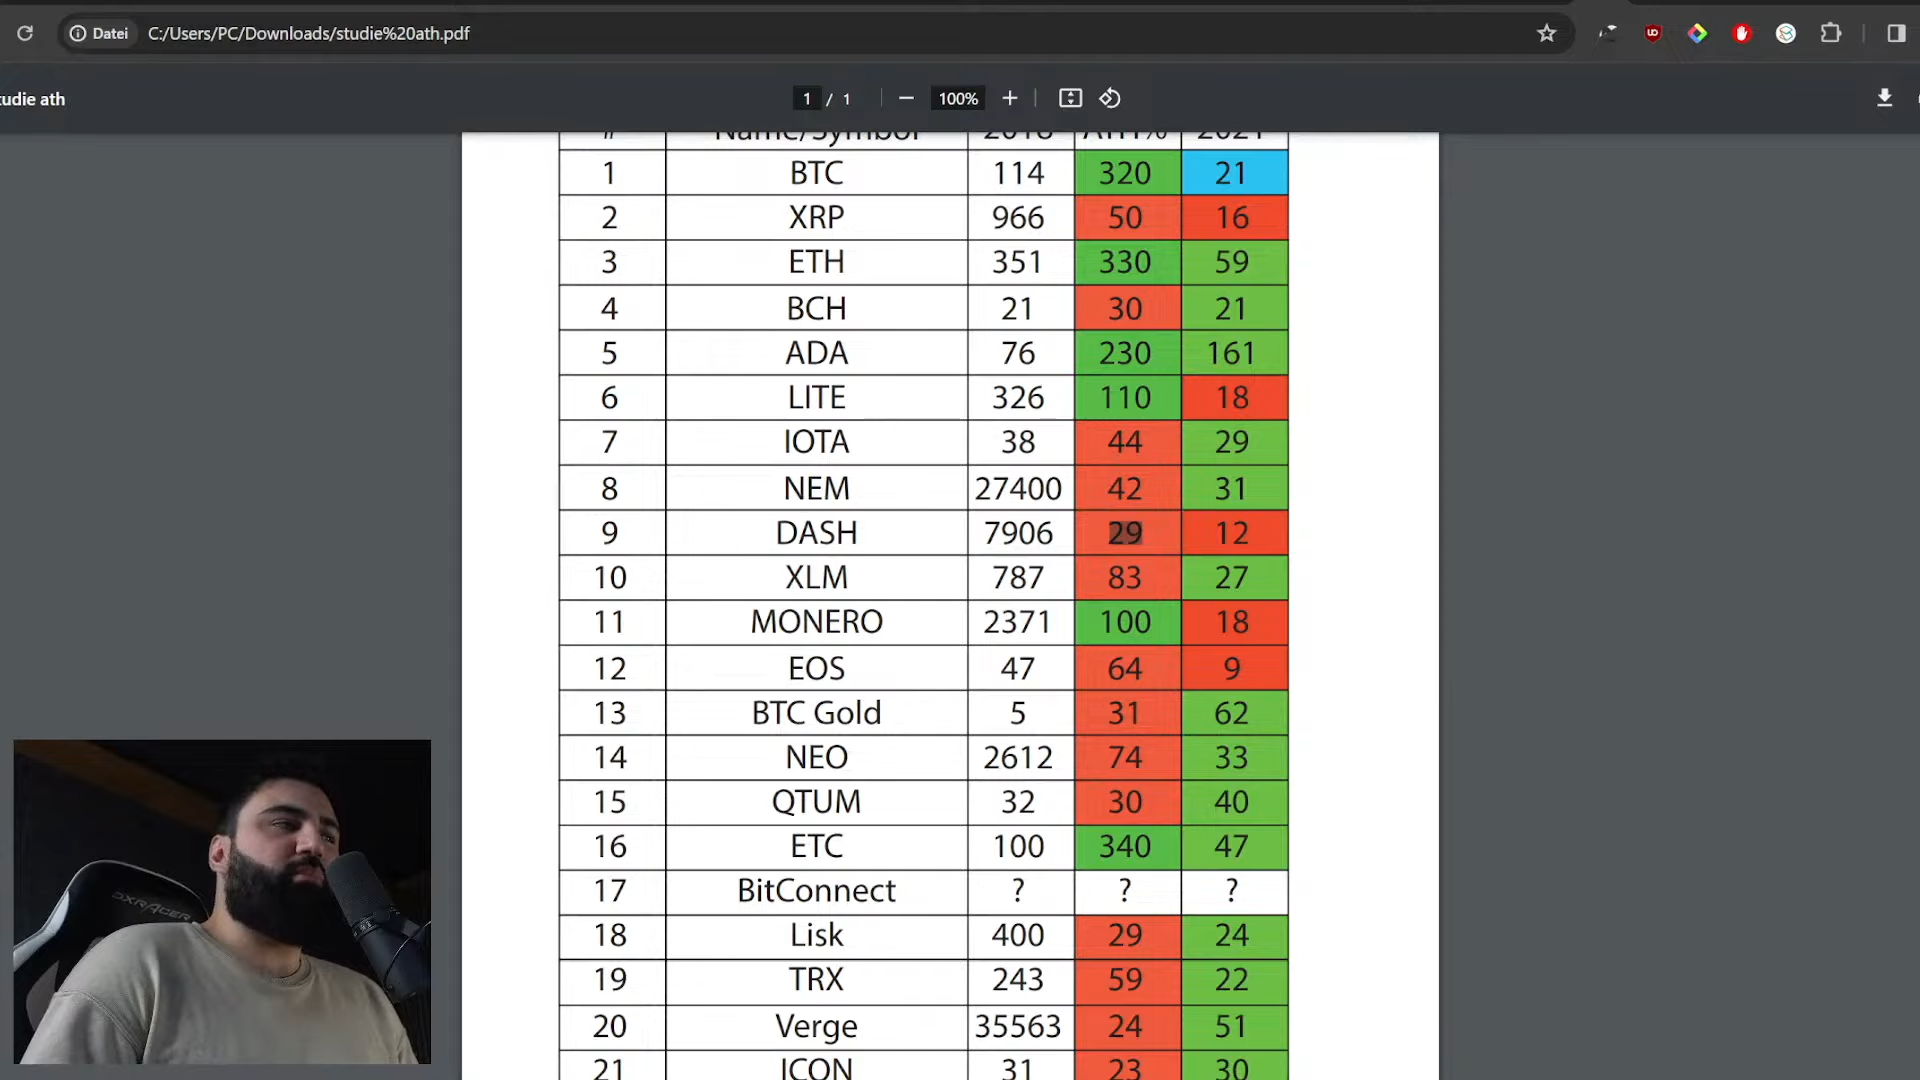 Datei C:/Users/PC/Downloads/studie%20ath.pdf
tudie ath 1 / 1 100%
# Name/Symbol 2018 ATH% 2021
1 BTC 114 320 21
2 XRP 966 50 16
3 ETH 351 330 59
4 BCH 21 30 21
5 ADA 76 230 161
6 LITE 326 110 18
7 IOTA 38 44 29
8 NEM 27400 42 31
9 DASH 7906 29 12
10 XLM 787 83 27
11 MONERO 2371 100 18
12 EOS 47 64 9
13 BTC Gold 5 31 62
14 NEO 2612 74 33
15 QTUM 32 30 40
16 ETC 100 340 47
17 BitConnect ? ? ?
18 Lisk 400 29 24
19 TRX 243 59 22
20 Verge 35563 24 51
21 ICON 31 23 30
DXRACER